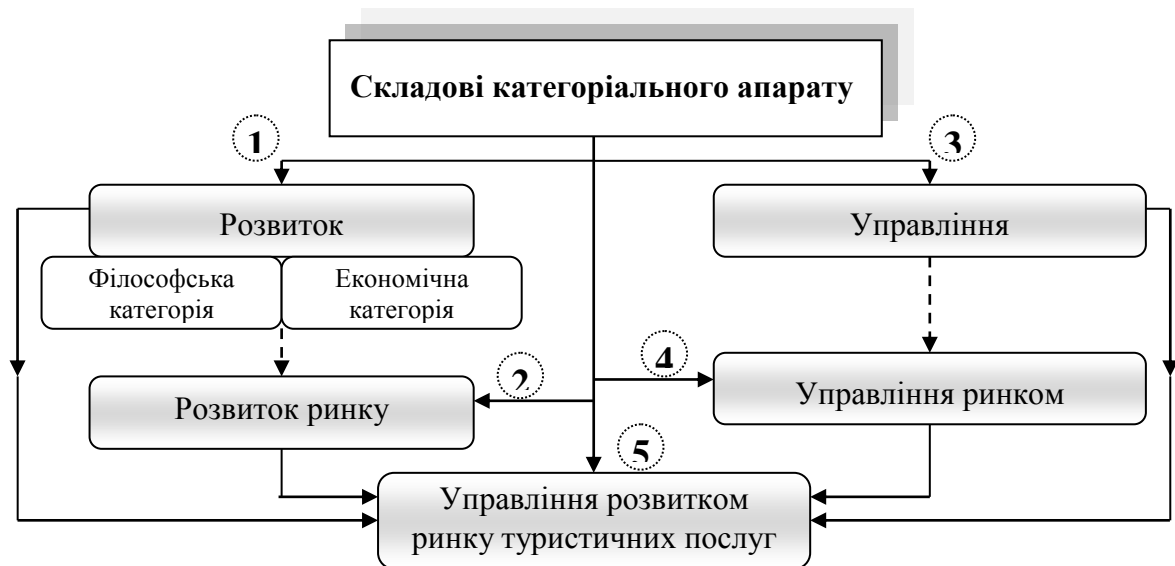 Складові категоріального апарату
1
3
Розвиток
Управління
Філософська
категорія
Економічна
категорія
2
4
Розвиток ринку
Управління ринком
5
Управління розвитком
ринку туристичних послуг